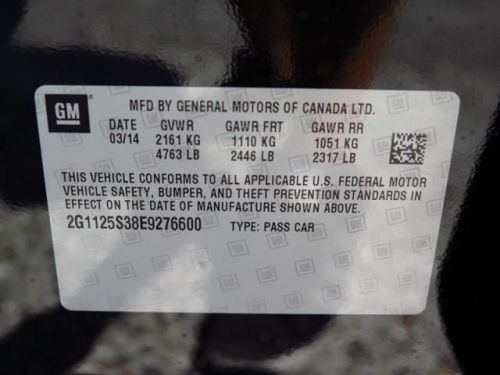 GM
MFD BY GENERAL MOTORS OF CANADA LTD.
DATE GVWR GAWR FRT GAWR RR
03/14 2161 KG 1110 KG 1051 KG
4763 LB 2446 LB 2317 LB
THIS VEHICLE CONFORMS TO ALL APPLICABLE U.S. FEDERAL MOTOR
VEHICLE SAFETY, BUMPER, AND THEFT PREVENTION STANDARDS IN
EFFECT ON THE DATE OF MANUFACTURE SHOWN ABOVE.
2G1125S38E9276600 TYPE: PASS CAR